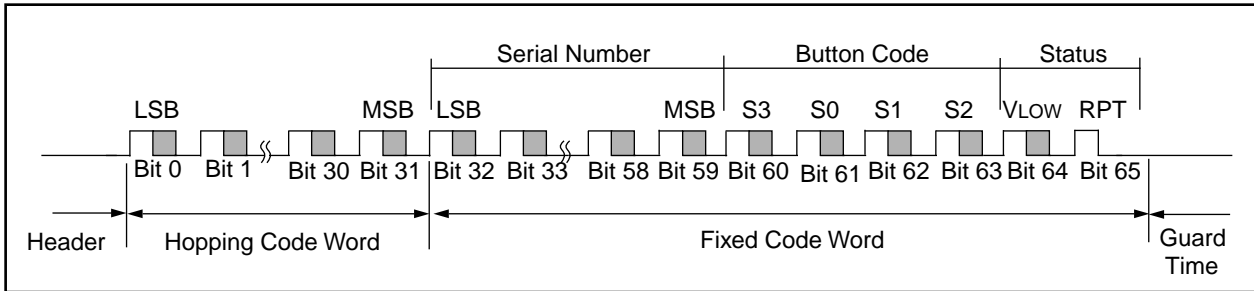 Serial Number Button Code Status
LSB MSB LSB MSB S3 S0 S1 S2 VLOW RPT
Bit 0 Bit 1 Bit 30 Bit 31 Bit 32 Bit 33 Bit 58 Bit 59 Bit 60 Bit 61 Bit 62 Bit 63 Bit 64 Bit 65
Header Hopping Code Word Fixed Code Word Guard
Time